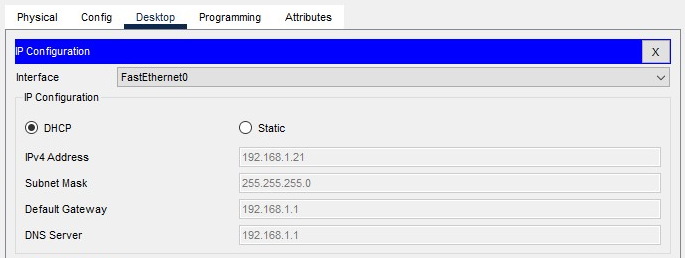 Physical Config Desktop Programming Attributes
IP Configuration X
Interface FastEthernet0
IP Configuration
DHCP Static
IPv4 Address 192.168.1.21
Subnet Mask 255.255.255.0
Default Gateway 192.168.1.1
DNS Server 192.168.1.1